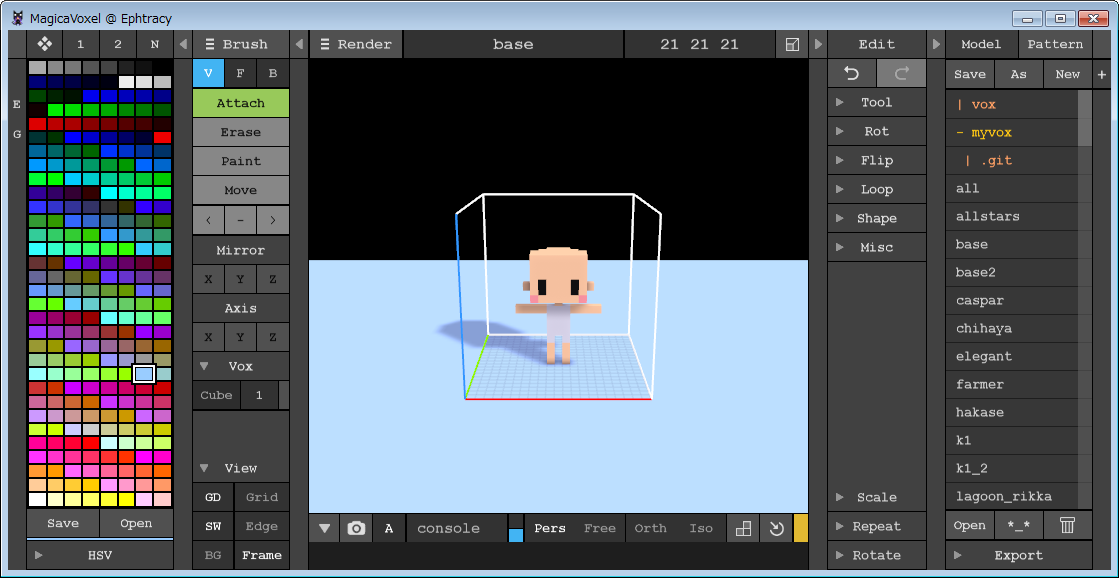 MagicaVoxel @ Ephtracy
1 2 N
Brush
Render
base
21 21 21
Edit
Model
Pattern
V F B
Save As New +
E
G
Attach
Erase
Paint
Move
< - >
Mirror
X Y Z
Axis
X Y Z
Vox
Cube 1
View
GD Grid
SW Edge
BG Frame
Save Open
HSV
A console Pers Free Orth Iso
Tool
Rot
Flip
Loop
Shape
Misc
Scale
Repeat
Rotate
| vox
- myvox
| .git
all
allstars
base
base2
caspar
chihaya
elegant
farmer
hakase
k1
k1_2
lagoon_rikka
Open *_*
Export